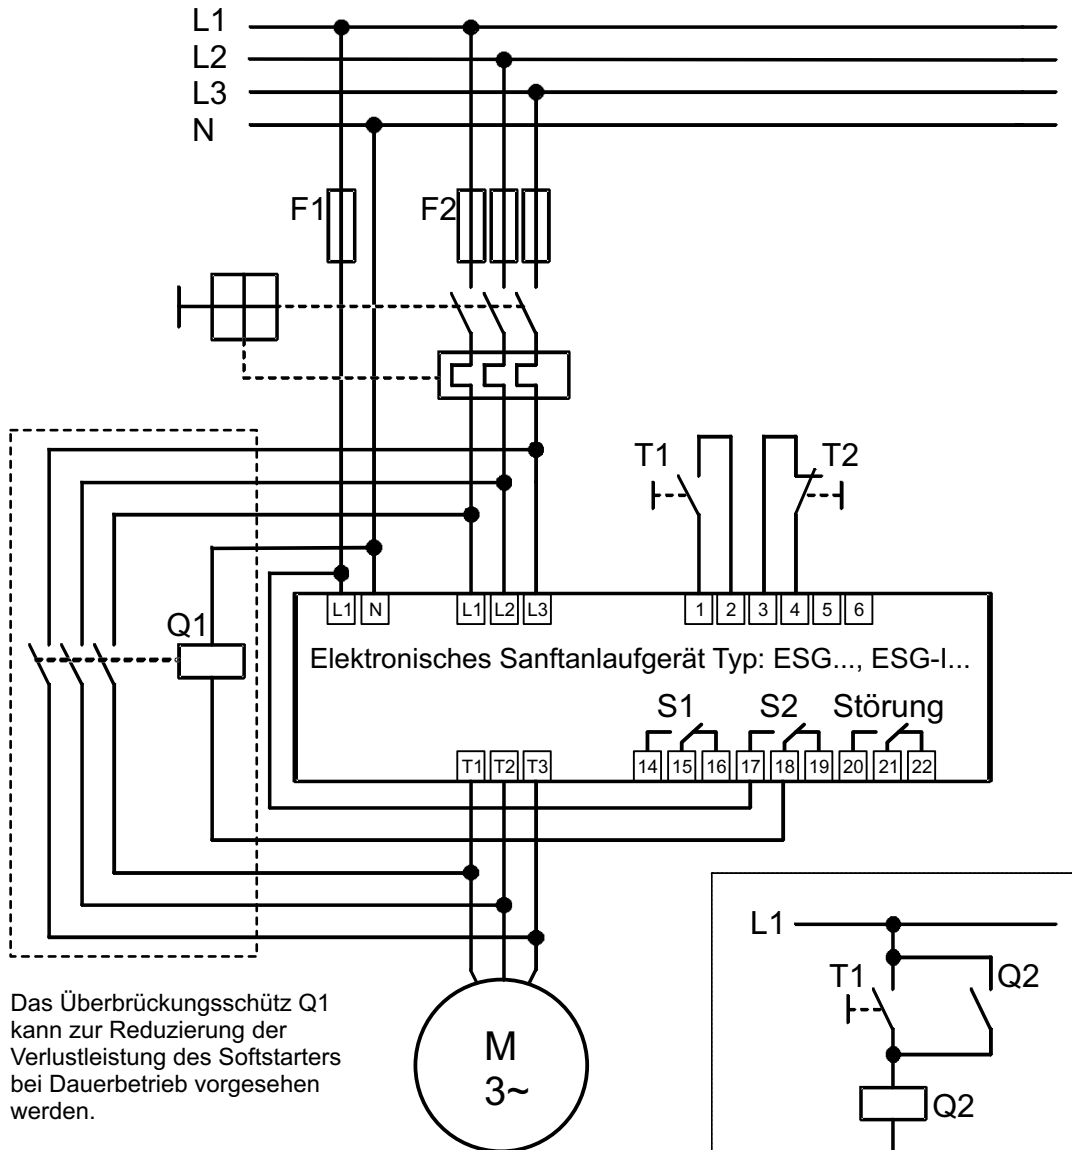 L1
L2
L3
N
F1
F2
T1
T2
Q1
L1 N L1 L2 L3 1 2 3 4 5 6
Elektronisches Sanftanlaufgerät Typ: ESG..., ESG-I...
S1 S2 Störung
T1 T2 T3 14 15 16 17 18 19 20 21 22
Das Überbrückungsschütz Q1
kann zur Reduzierung der
Verlustleistung des Softstarters
bei Dauerbetrieb vorgesehen
werden.
M
3~
L1
T1
Q2
Q2